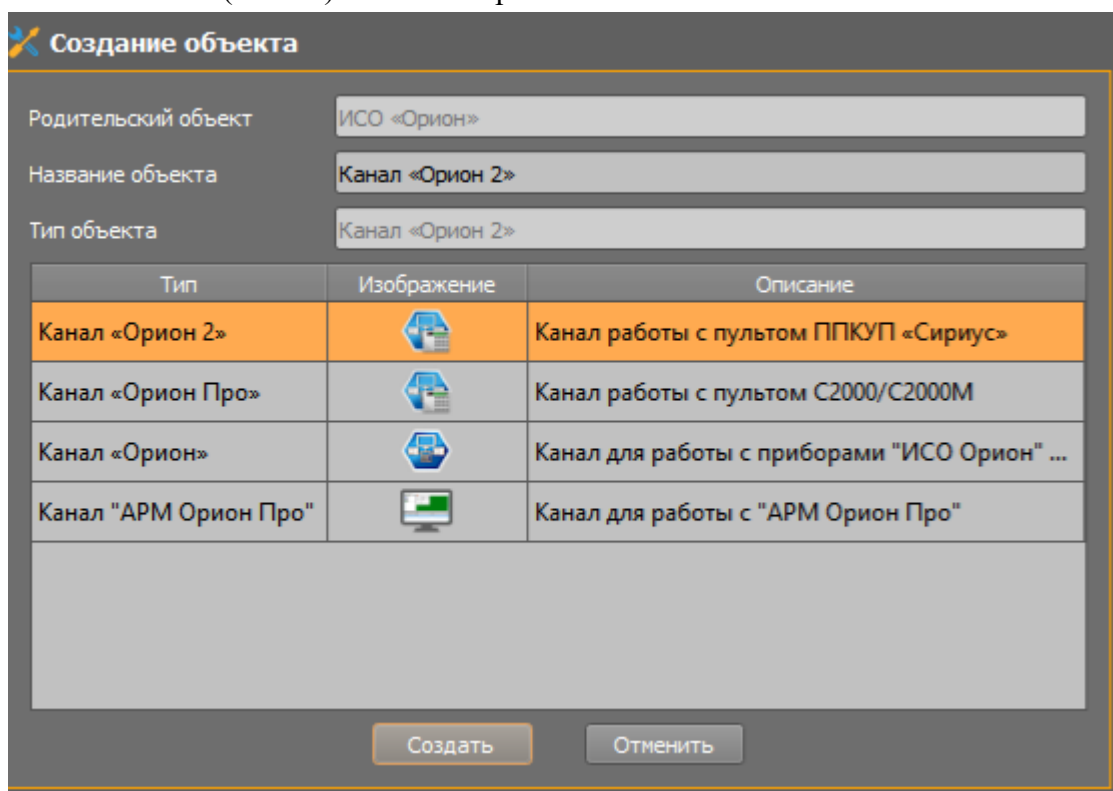 Создание объекта
Родительский объект ИСО «Орион»
Название объекта Канал «Орион 2»
Тип объекта Канал «Орион 2»
Тип Изображение Описание
Канал «Орион 2» Канал работы с пультом ППКУП «Сириус»
Канал «Орион Про» Канал работы с пультом С2000/С2000М
Канал «Орион» Канал для работы с приборами "ИСО Орион" ...
Канал "АРМ Орион Про" Канал для работы с "АРМ Орион Про"
Создать Отменить